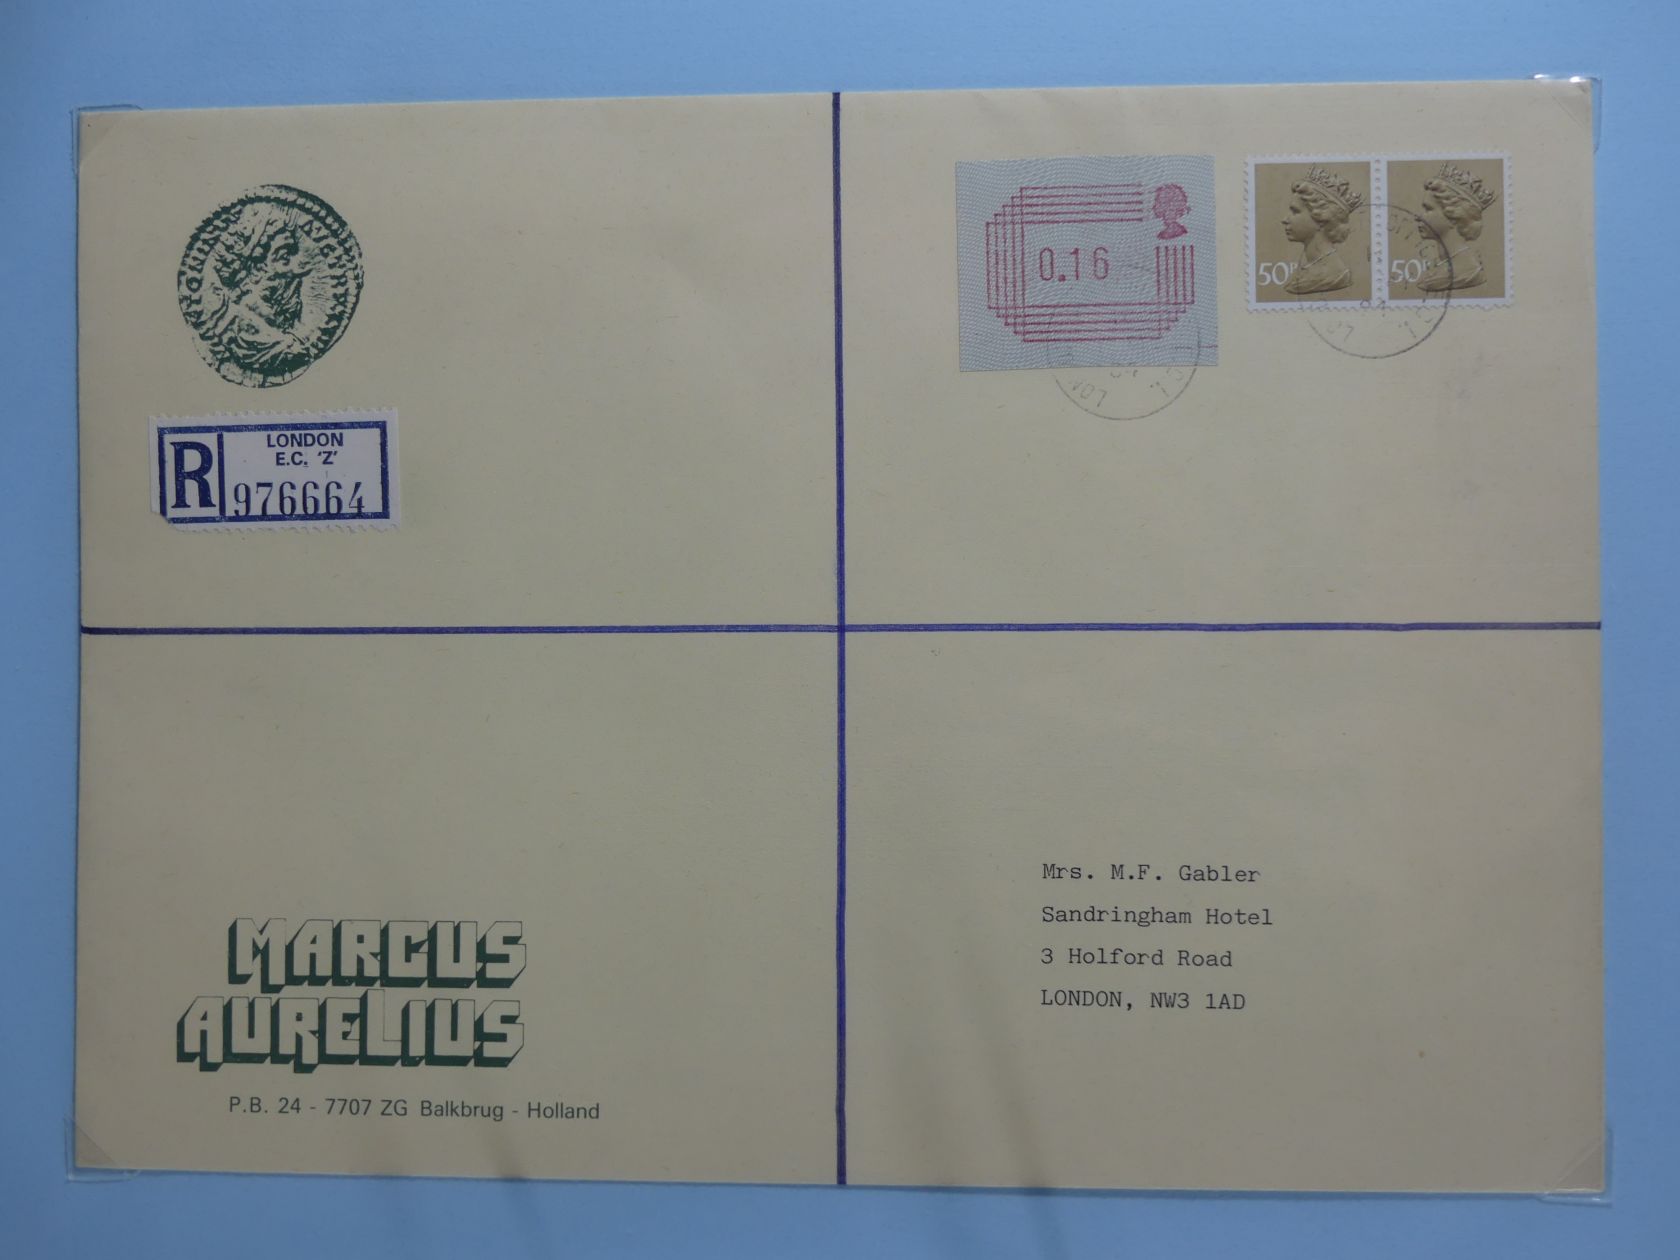 0.16
50P
50P
R
LONDON
E.C. 'Z'
976664
Mrs. M.F. Gabler
Sandringham Hotel
3 Holford Road
LONDON, NW3 1AD
MARCUS
AURELIUS
P.B. 24 - 7707 ZG Balkbrug - Holland